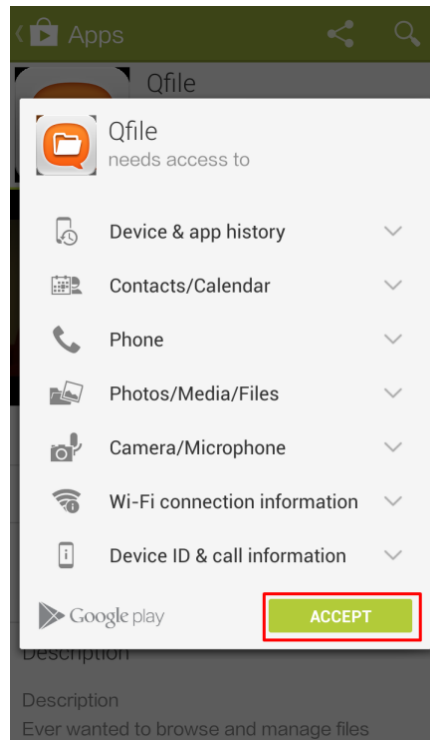 Apps
Qfile
Qfile
needs access to
Device & app history
Contacts/Calendar
Phone
Photos/Media/Files
Camera/Microphone
Wi-Fi connection information
Device ID & call information
Google play
ACCEPT
Description
Description
Ever wanted to browse and manage files